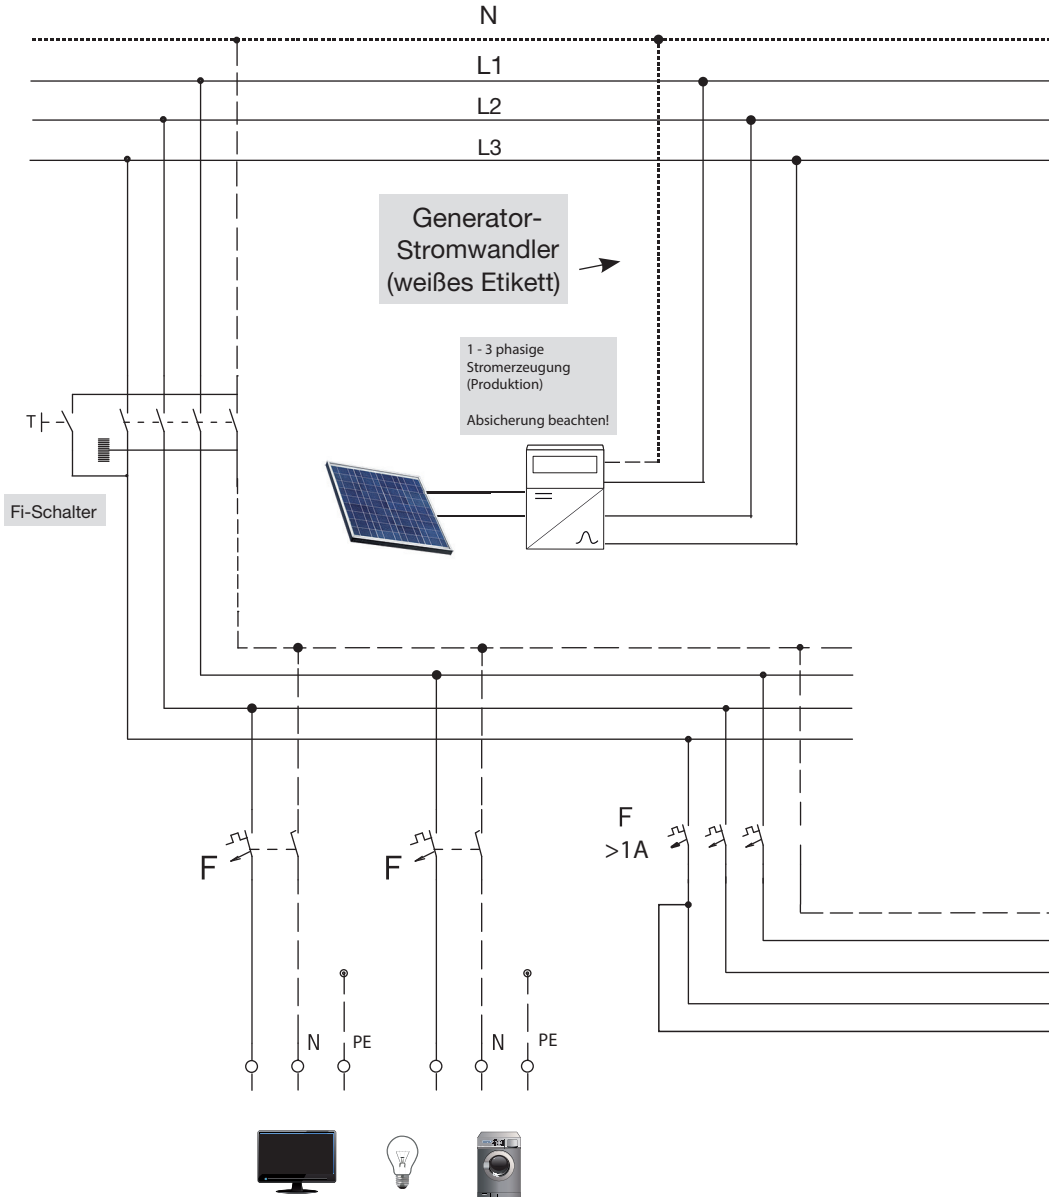 N
L1
L2
L3
Generator-
Stromwandler
(weißes Etikett)
1 - 3 phasige
Stromerzeugung
(Produktion)
Absicherung beachten!
T
Fi-Schalter
F
F
F
>1A
N
PE
N
PE